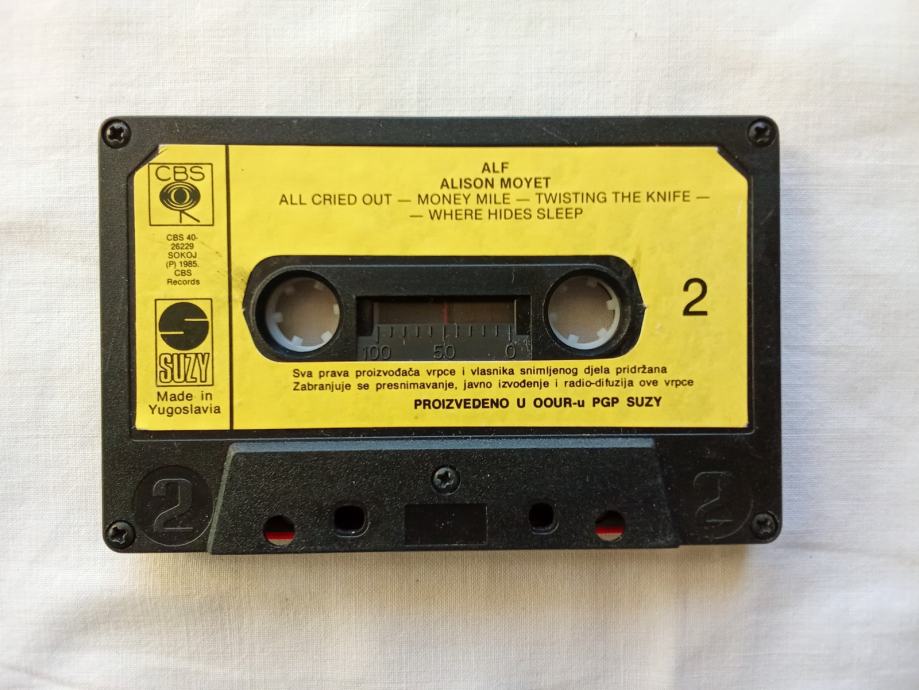 CBS
CBS 40-
26229
SOKOJ
(P) 1985.
CBS
Records
SUZY
Made in
Yugoslavia
ALF
ALISON MOYET
ALL CRIED OUT — MONEY MILE — TWISTING THE KNIFE —
— WHERE HIDES SLEEP
2
100 50 0
Sva prava proizvođača vrpce i vlasnika snimljenog djela pridržana
Zabranjuje se presnimavanje, javno izvođenje i radio-difuzija ove vrpce
PROIZVEDENO U OOUR-u PGP SUZY
2 2